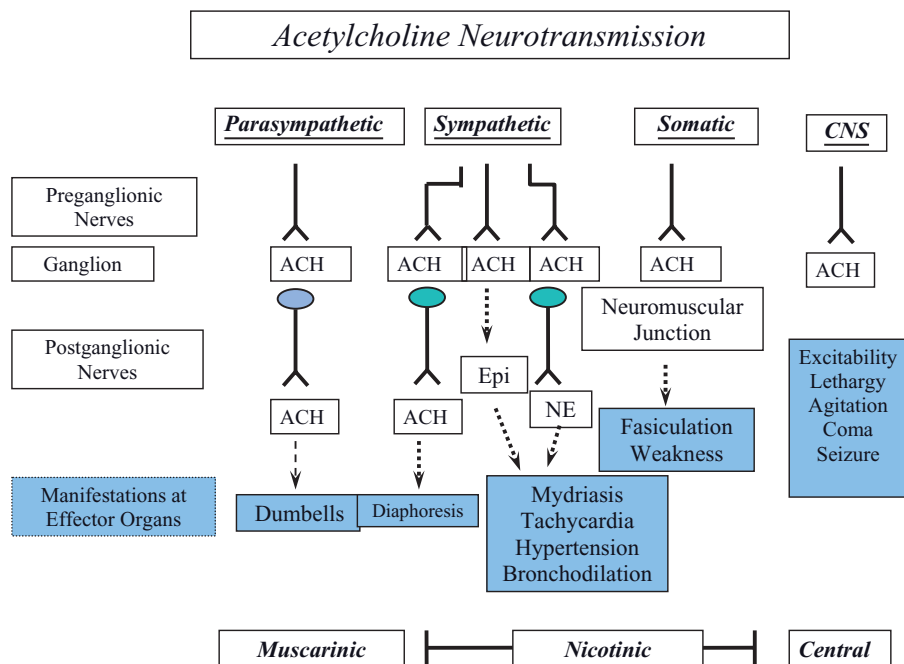 Acetylcholine Neurotransmission
Parasympathetic
Sympathetic
Somatic
CNS
Preganglionic
Nerves
Ganglion
ACH
ACH
ACH
ACH
ACH
ACH
Neuromuscular
Junction
Postganglionic
Nerves
Epi
Excitability
Lethargy
Agitation
Coma
Seizure
ACH
ACH
NE
Fasiculation
Weakness
Manifestations at
Effector Organs
Dumbells
Diaphoresis
Mydriasis
Tachycardia
Hypertension
Bronchodilation
Muscarinic
Nicotinic
Central